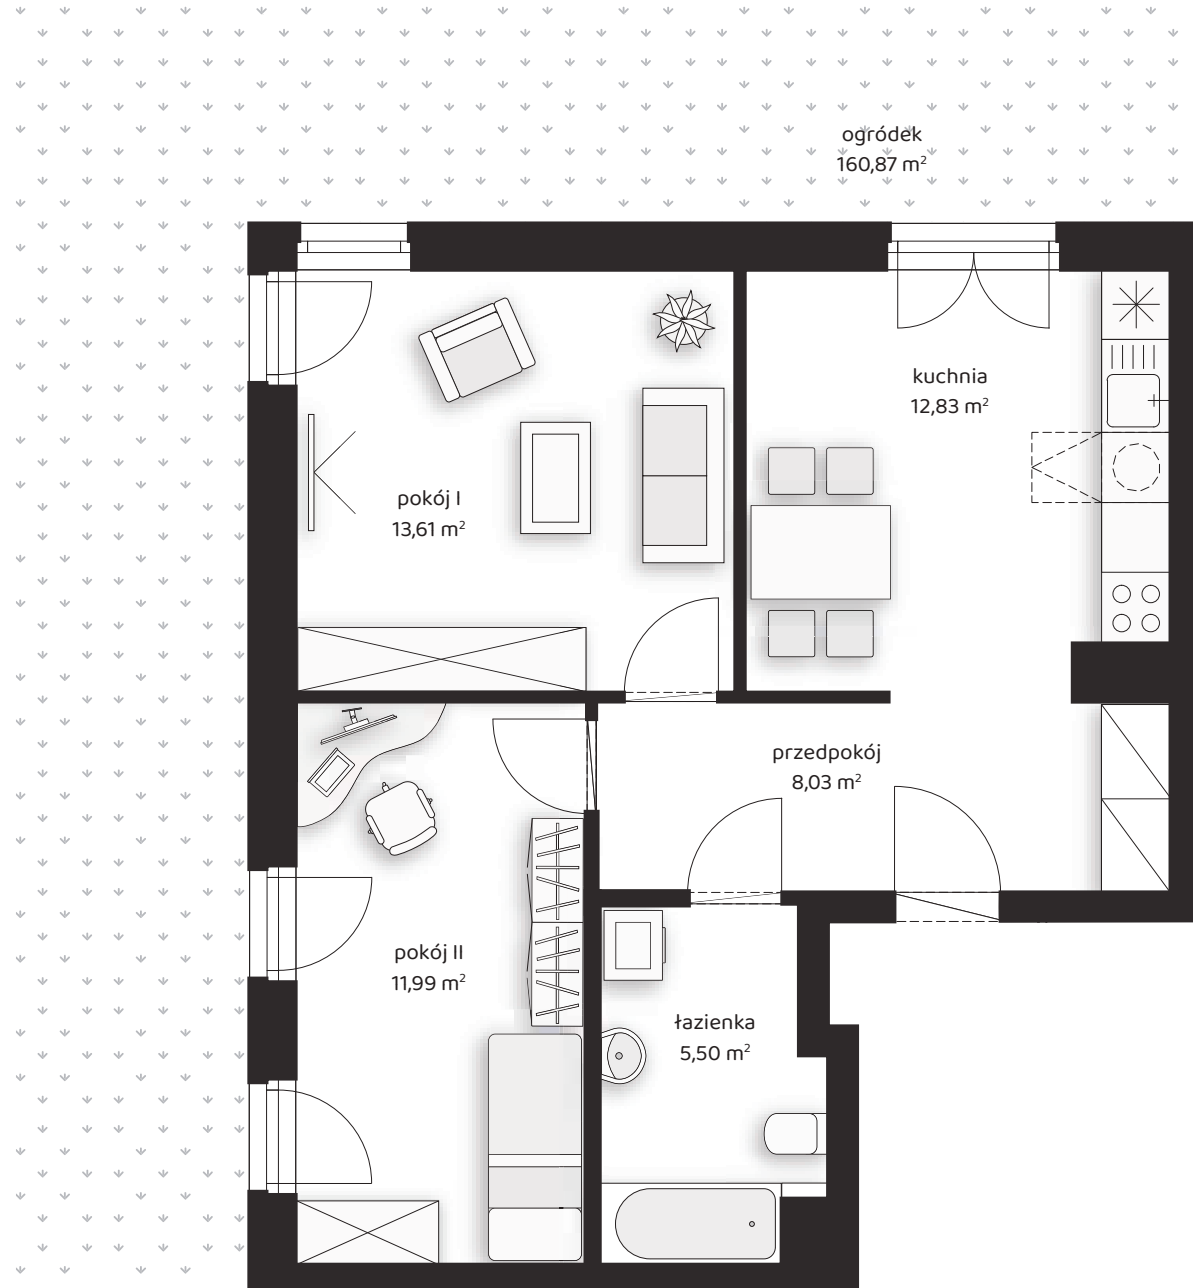 ogródek
160,87 m²
kuchnia
12,83 m²
pokój I
13,61 m²
przedpokój
8,03 m²
pokój II
11,99 m²
łazienka
5,50 m²